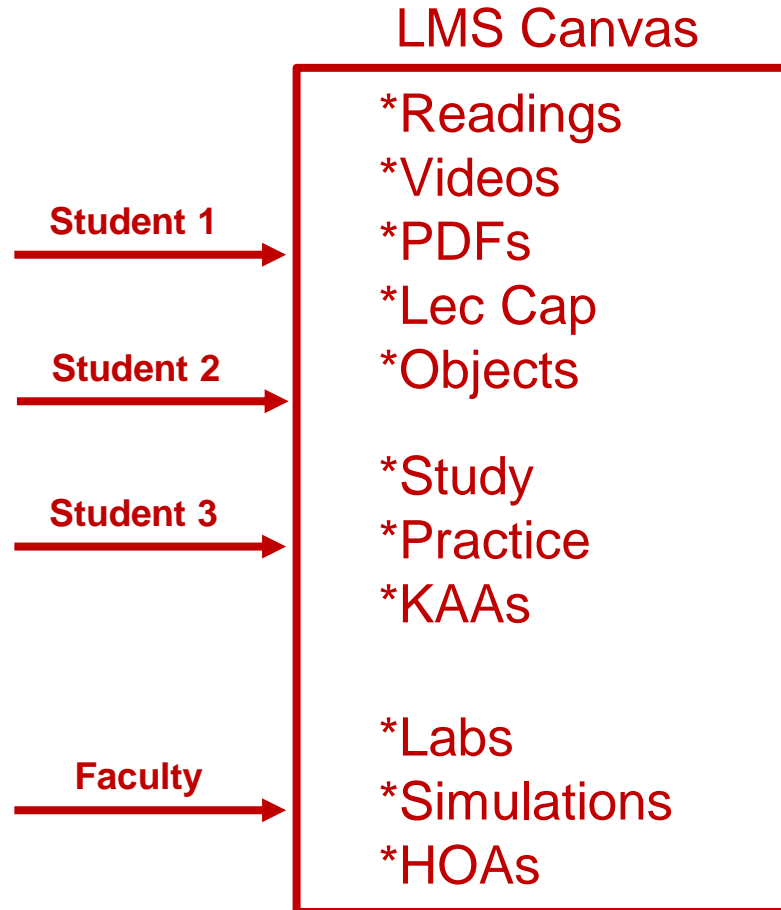 LMS Canvas
*Readings
*Videos
Student 1
*PDFs
*Lec Cap
Student 2
*Objects
*Study
Student 3
*Practice
*KAAs
*Labs
Faculty
*Simulations
*HOAs